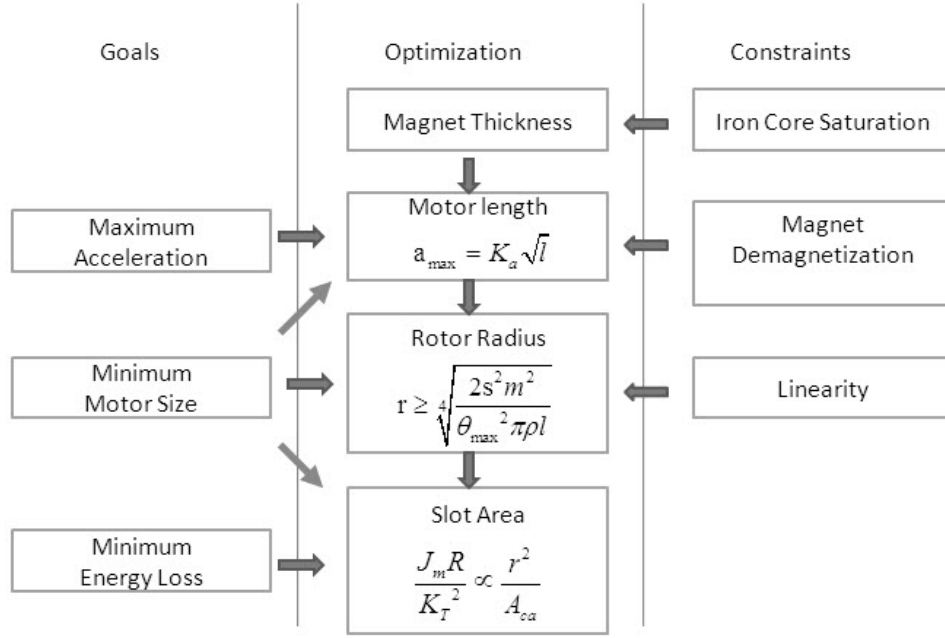 Goals
Optimization
Constraints
Magnet Thickness
Iron Core Saturation
Motor length
a_max = K_a √l
Maximum
Acceleration
Magnet
Demagnetization
Rotor Radius
r ≥ ∜(2s²m² / θ_max² πρl)
Minimum
Motor Size
Linearity
Slot Area
J_m R / K_T² ∝ r² / A_ca
Minimum
Energy Loss